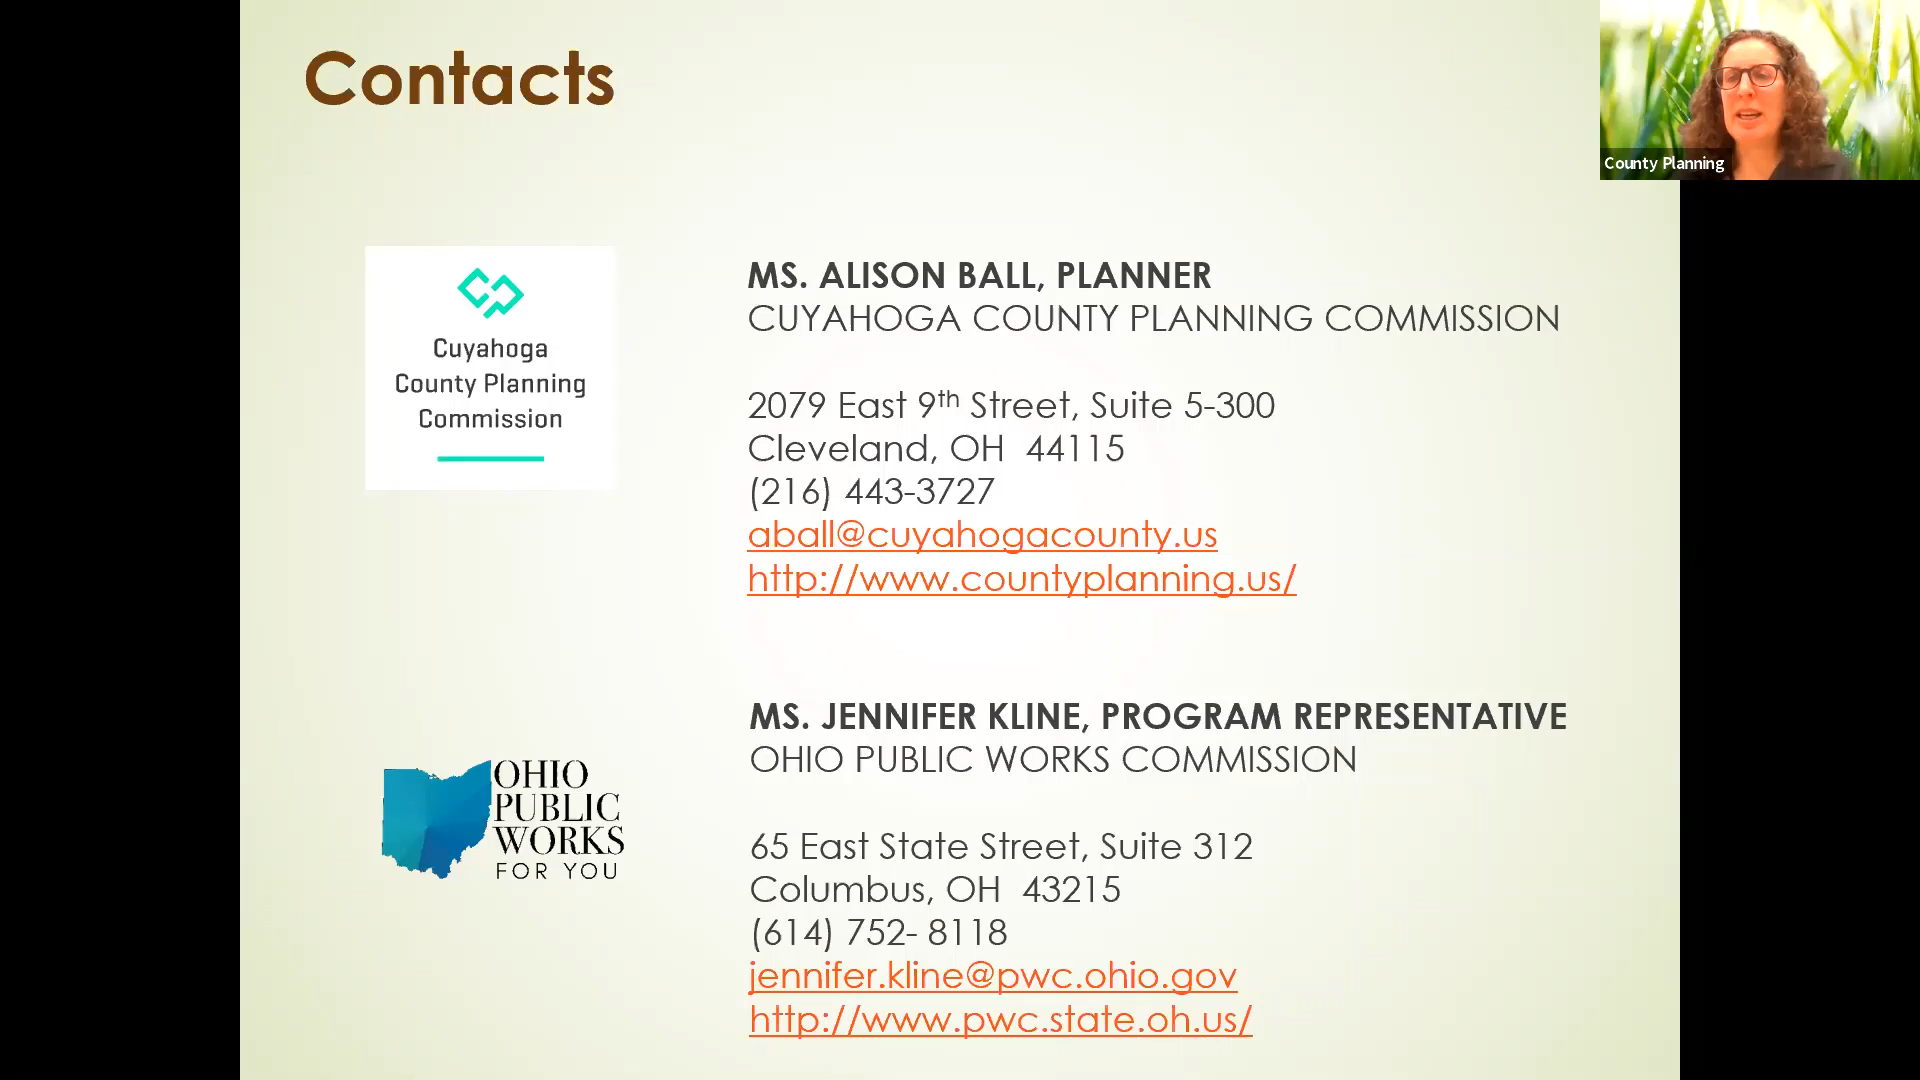 Contacts
County Planning
Cuyahoga
County Planning
Commission
MS. ALISON BALL, PLANNER
CUYAHOGA COUNTY PLANNING COMMISSION
2079 East 9th Street, Suite 5-300
Cleveland, OH  44115
(216) 443-3727
aball@cuyahogacounty.us
http://www.countyplanning.us/
OHIO
PUBLIC
WORKS
FOR YOU
MS. JENNIFER KLINE, PROGRAM REPRESENTATIVE
OHIO PUBLIC WORKS COMMISSION
65 East State Street, Suite 312
Columbus, OH  43215
(614) 752- 8118
jennifer.kline@pwc.ohio.gov
http://www.pwc.state.oh.us/